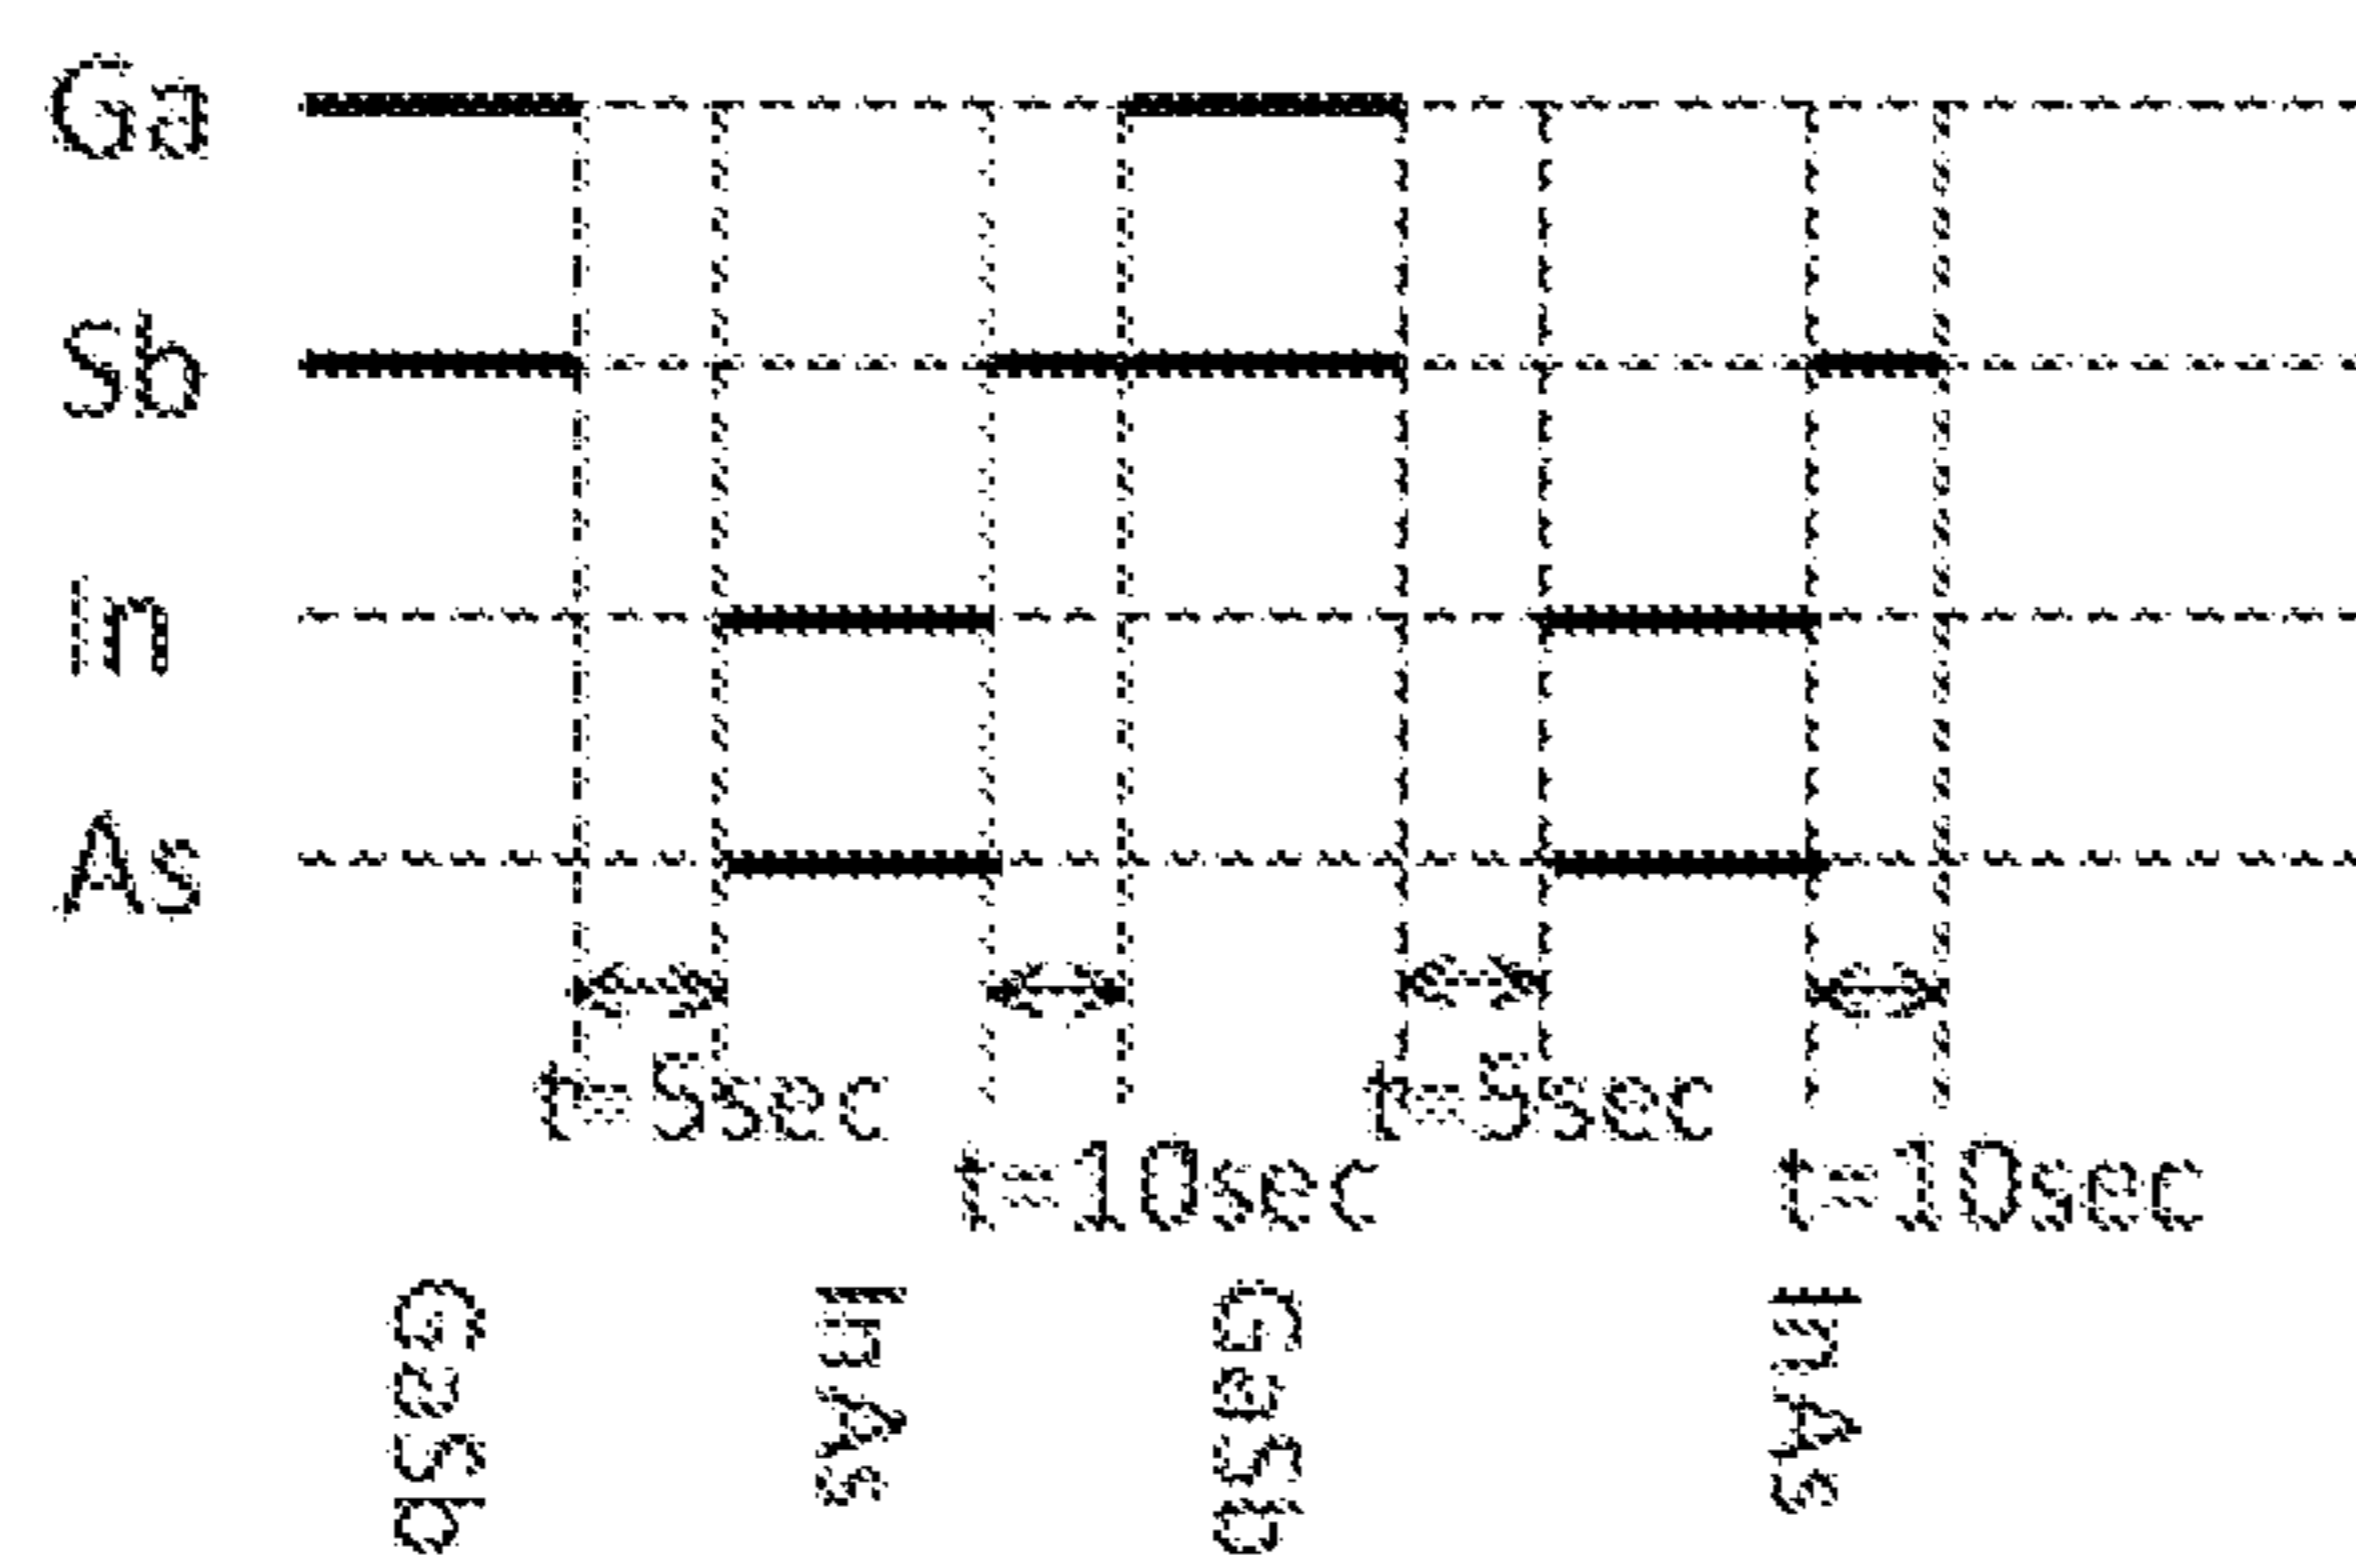 Ga
Sb
In
As
t=5sec
t=5sec
t=10sec
t=10sec
GaSb
InAs
GaSb
InAs